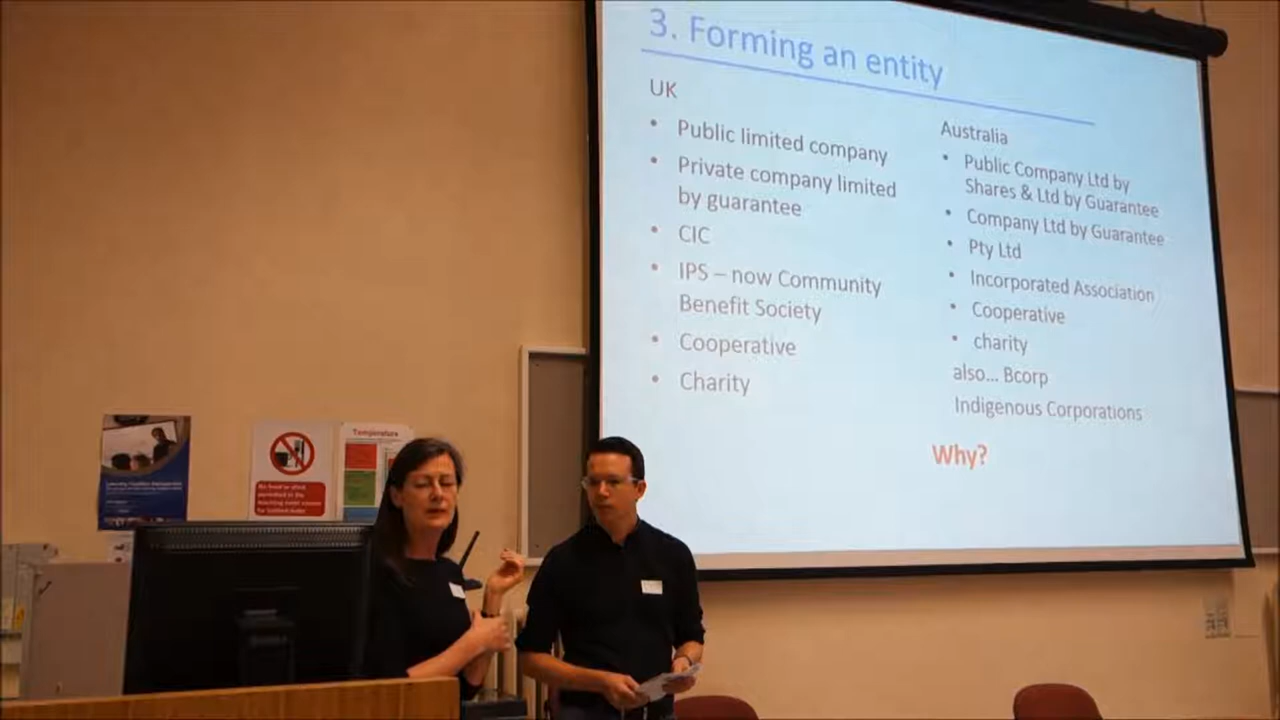 3. Forming an entity
UK
• Public limited company
• Private company limited
by guarantee
• CIC
• IPS – now Community
Benefit Society
• Cooperative
• Charity
Australia
• Public Company Ltd by
Shares & Ltd by Guarantee
• Company Ltd by Guarantee
• Pty Ltd
• Incorporated Association
• Cooperative
• charity
also... Bcorp
Indigenous Corporations
Why?
Temperature